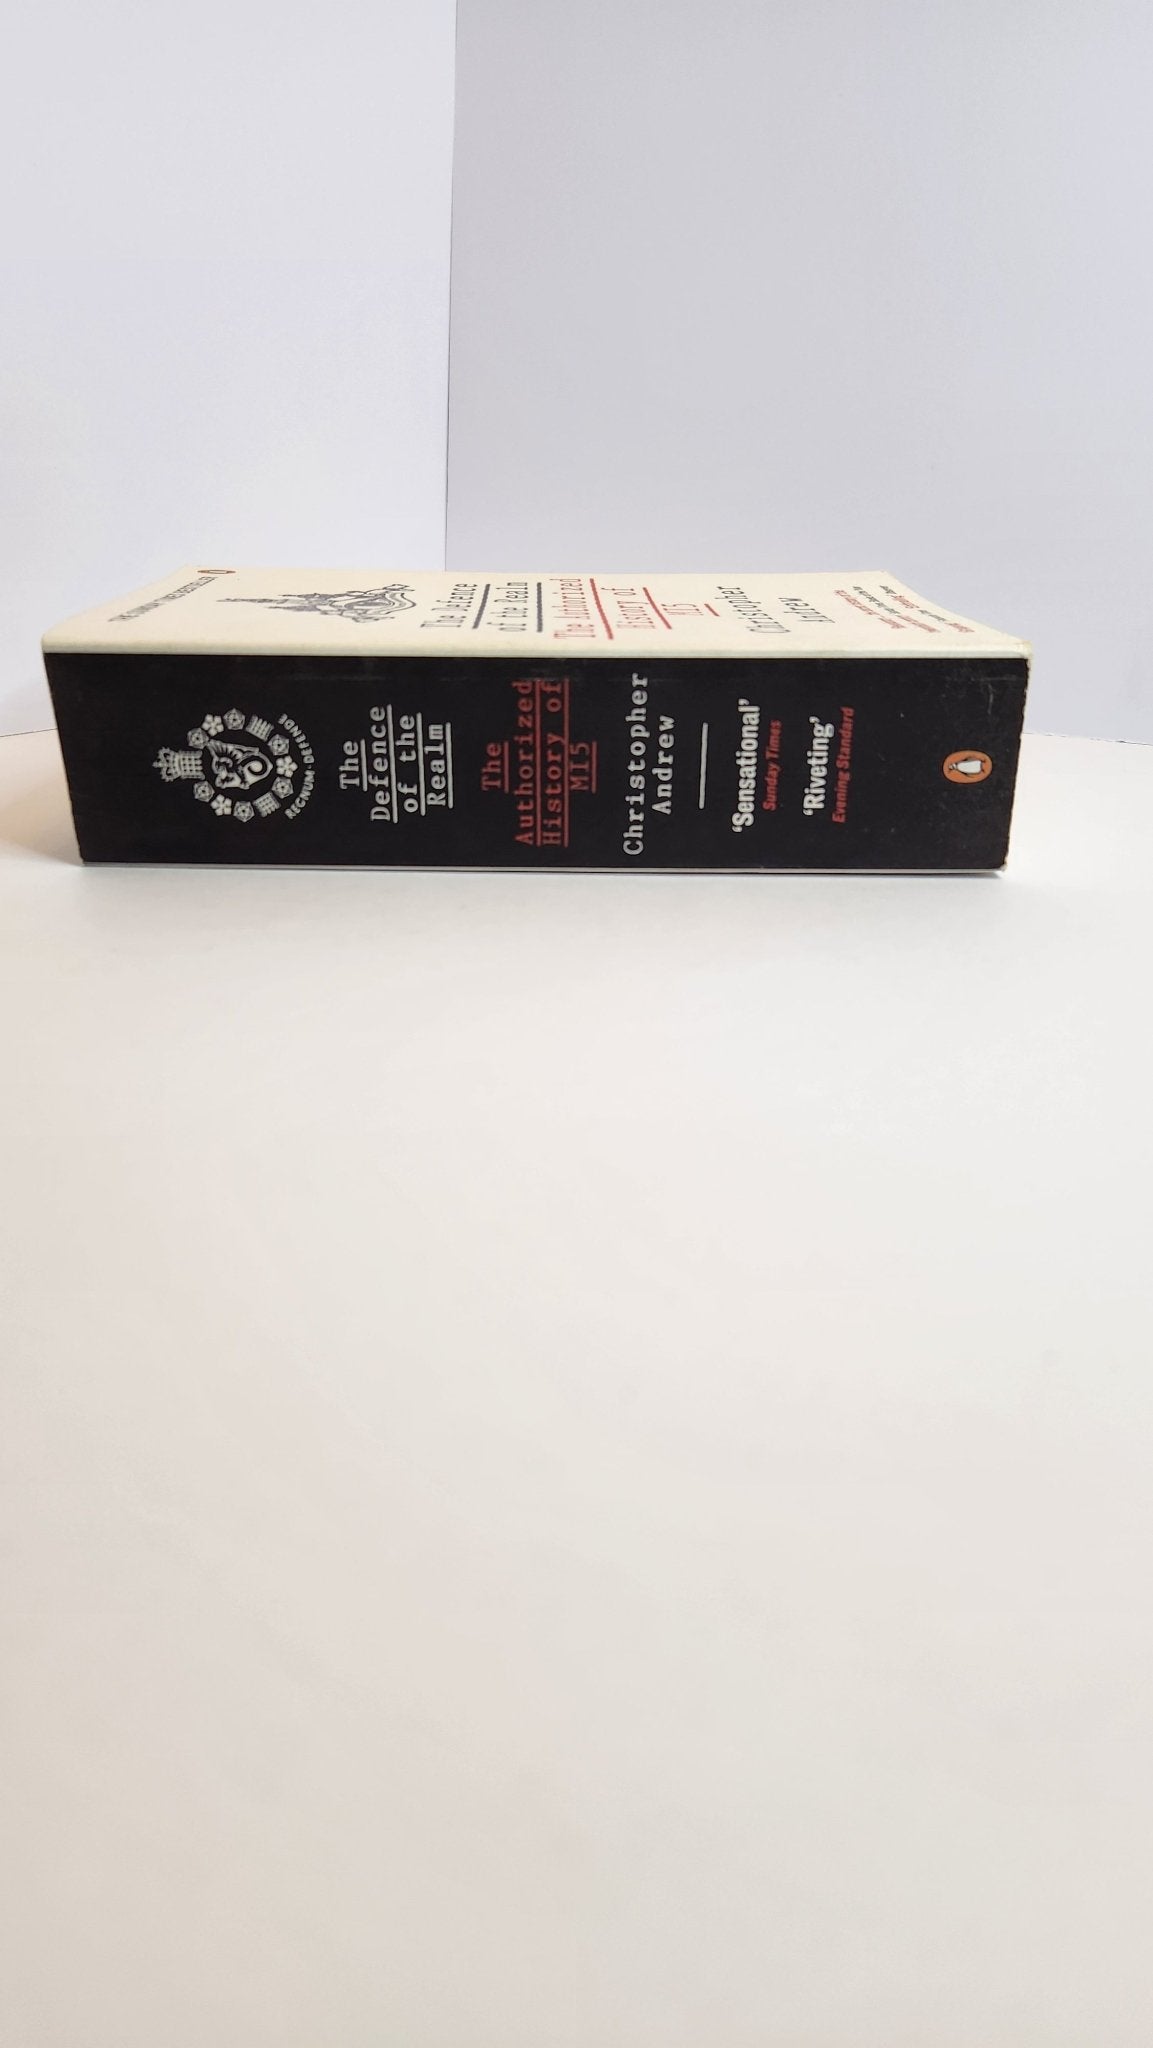 REGNUM·DEFENDE
The
Defence
of the
Realm
The
Authorized
History of
MI5
Christopher
Andrew
'Sensational'
Sunday Times
'Riveting'
Evening Standard
The Defence
of the Realm
The Authorized
History of
MI5
Christopher
Andrew